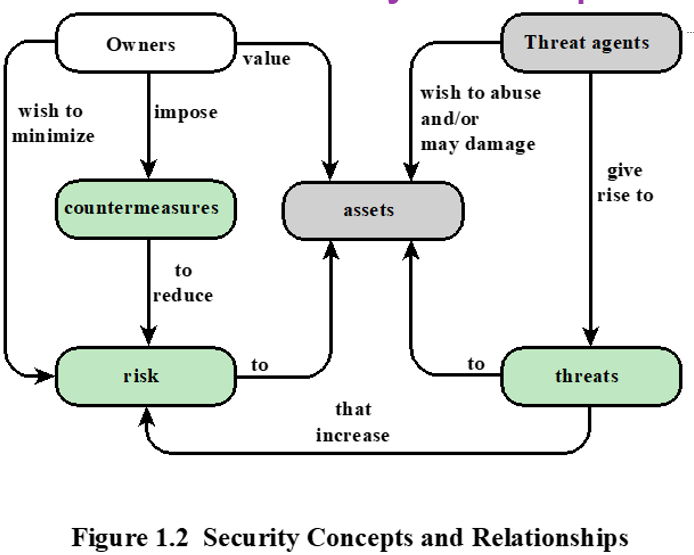 Owners
value
Threat agents
wish to
minimize
impose
wish to abuse
and/or
may damage
give
rise to
countermeasures
assets
to
reduce
risk
to
to
threats
that
increase
Figure 1.2 Security Concepts and Relationships